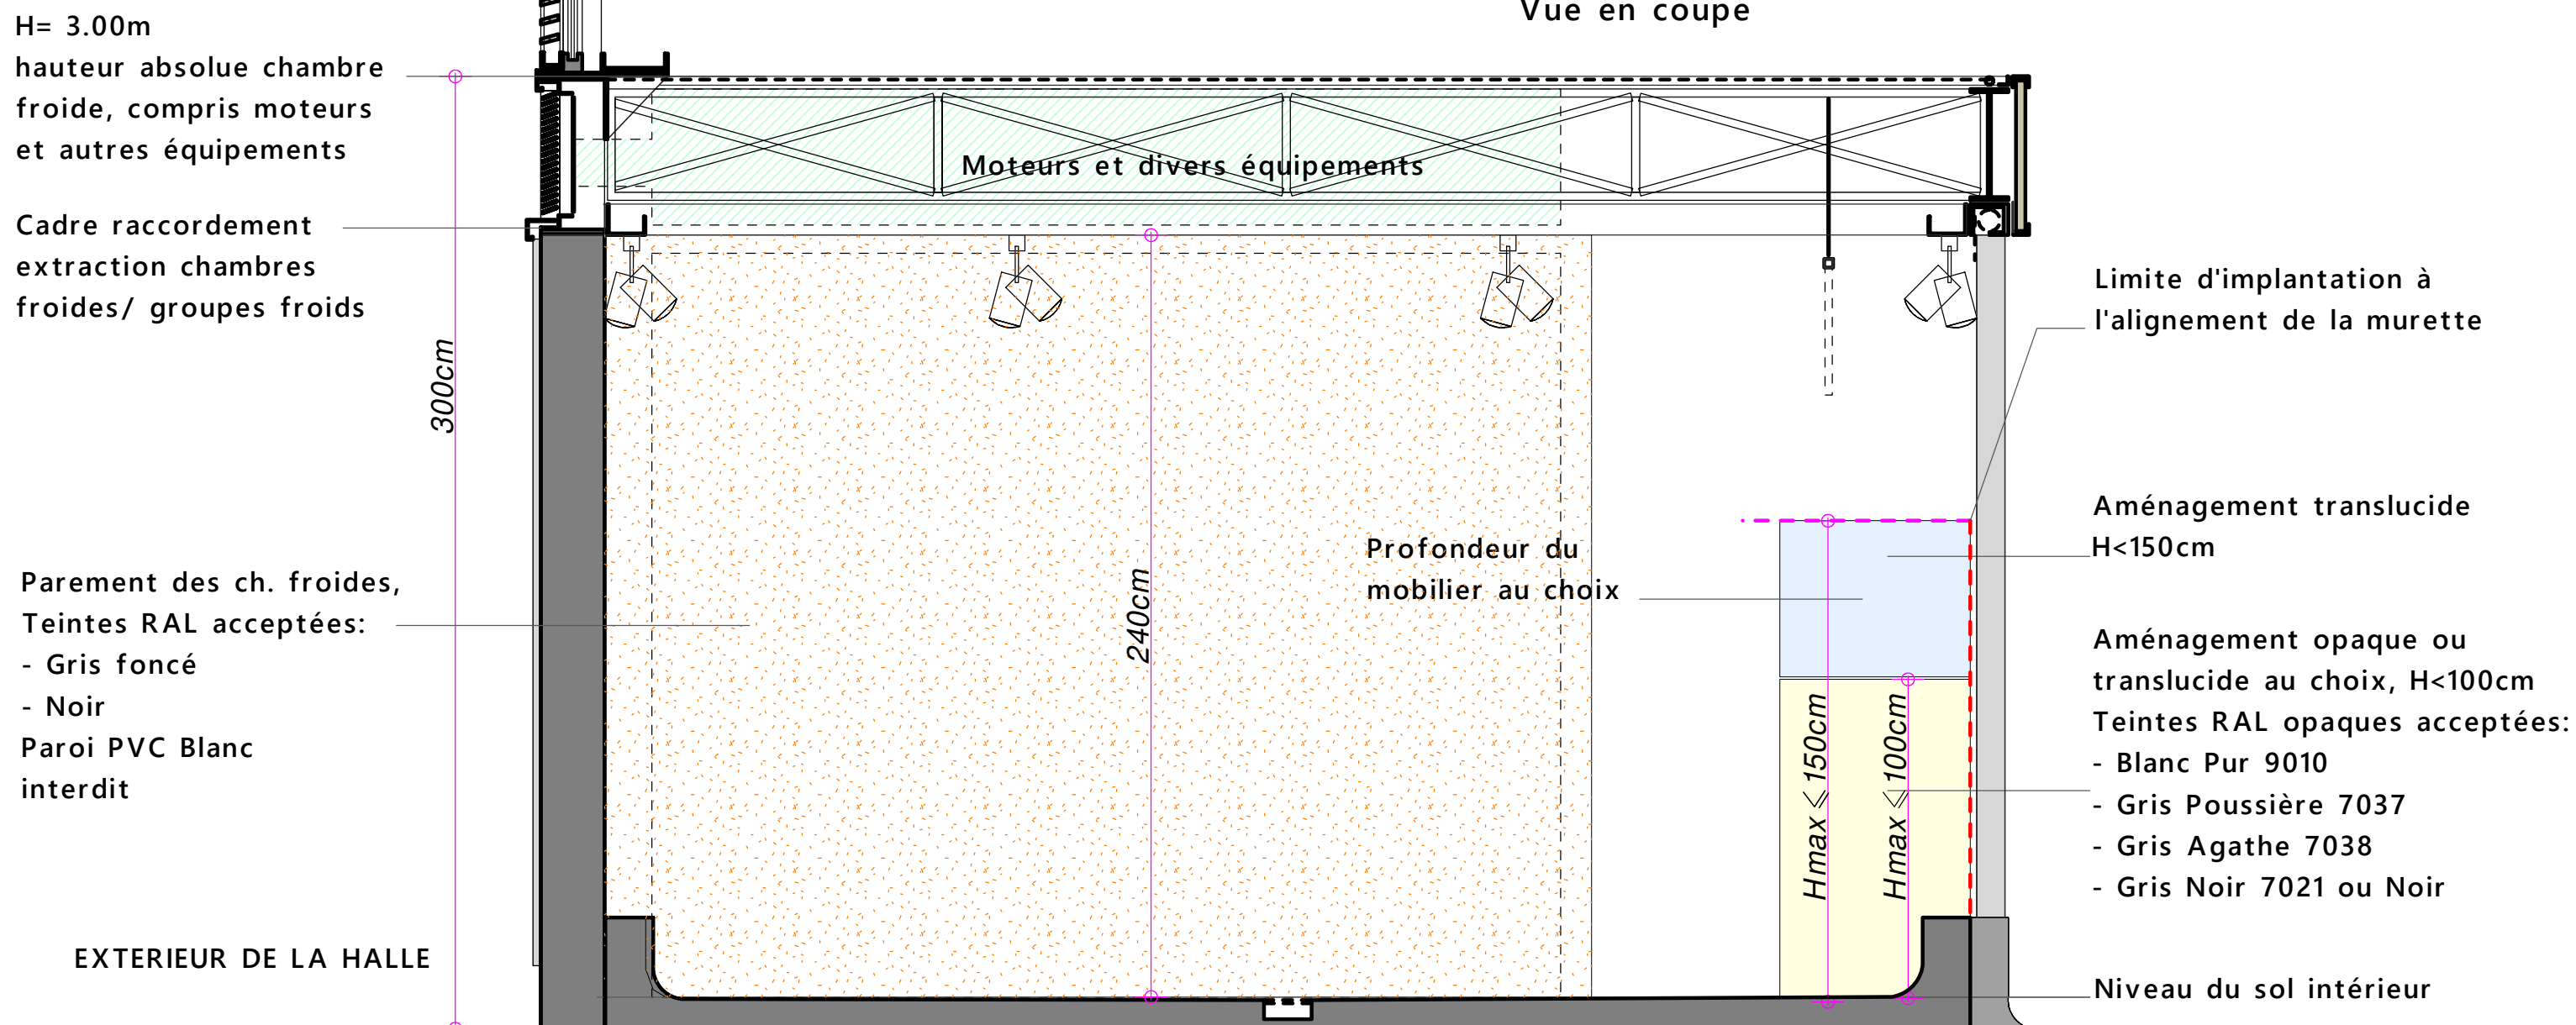 Vue en coupe
H= 3.00m
hauteur absolue chambre
froide, compris moteurs
et autres équipements
Moteurs et divers équipements
Cadre raccordement
extraction chambres
froides/ groupes froids
Limite d'implantation à
l'alignement de la murette
300cm
Aménagement translucide
H<150cm
Profondeur du
mobilier au choix
240cm
Parement des ch. froides,
Teintes RAL acceptées:
- Gris foncé
- Noir
Paroi PVC Blanc
interdit
Aménagement opaque ou
translucide au choix, H<100cm
Teintes RAL opaques acceptées:
- Blanc Pur 9010
- Gris Poussière 7037
- Gris Agathe 7038
- Gris Noir 7021 ou Noir
Hmax ⩽ 150cm
Hmax ⩽ 100cm
EXTERIEUR DE LA HALLE
Niveau du sol intérieur